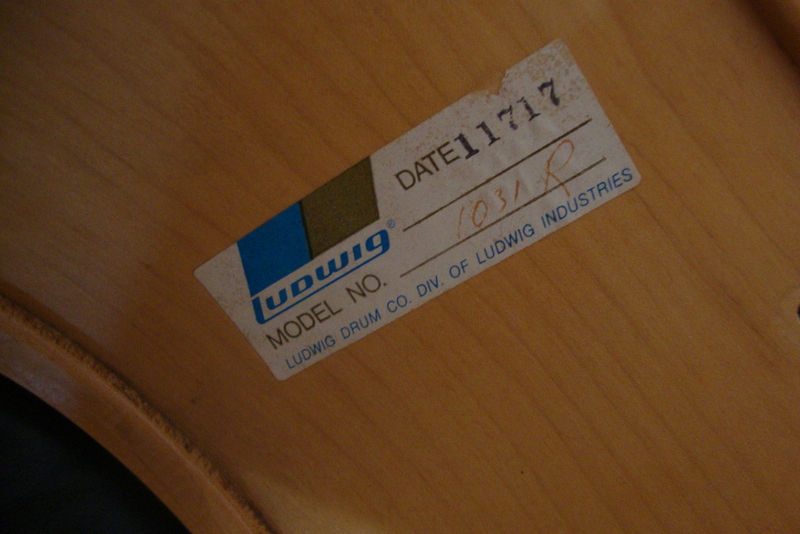 DATE 11717
1031 R
LUDWIG®
MODEL NO.
LUDWIG DRUM CO. DIV. OF LUDWIG INDUSTRIES